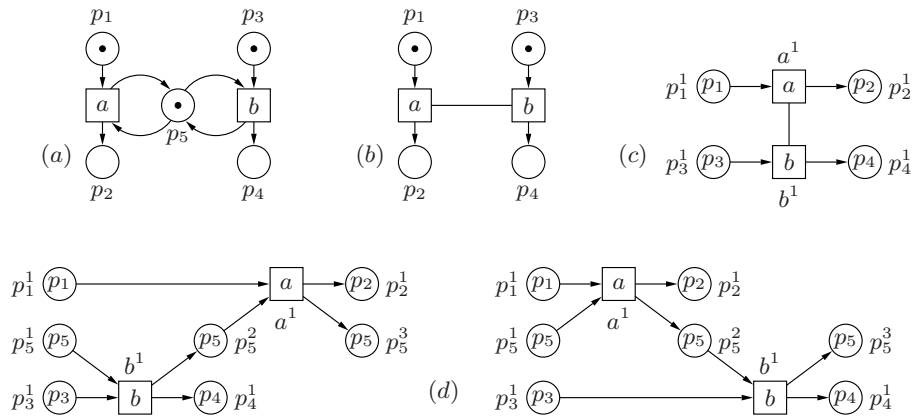 p₁ p₃ p₁ p₃
a b a b
p₅
(a) (b) (c)
p₂ p₄ p₂ p₄
a¹
p₁¹ p₁ a p₂ p₂¹
p₃¹ p₃ b p₄ p₄¹
b¹
p₁¹ p₁ a p₂ p₂¹
a¹
p₅¹ p₅ p₅ p₅² p₅ p₅³
b¹
p₃¹ p₃ b p₄ p₄¹
(d)
p₁¹ p₁ a p₂ p₂¹
a¹
p₅¹ p₅ p₅ p₅² p₅ p₅³
b¹
p₃¹ p₃ b p₄ p₄¹